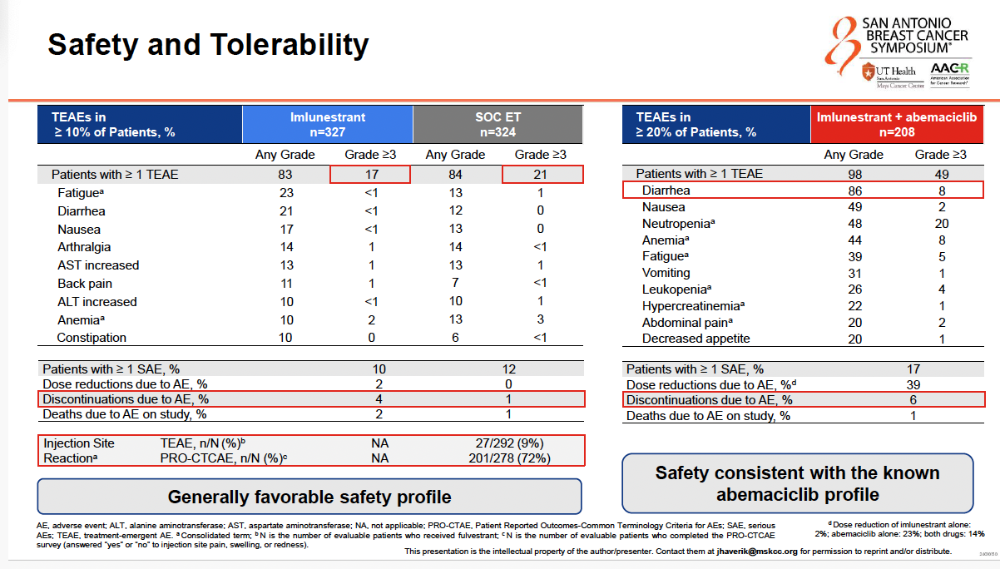 Safety and Tolerability
SAN ANTONIO
BREAST CANCER
SYMPOSIUM®
UT Health
San Antonio
Mays Cancer Center
AACR
American Association
for Cancer Research®
TEAEs in
≥ 10% of Patients, %
Imlunestrant
n=327
SOC ET
n=324
Any Grade Grade ≥3 Any Grade Grade ≥3
Patients with ≥ 1 TEAE 83 17 84 21
Fatigueᵃ 23 <1 13 1
Diarrhea 21 <1 12 0
Nausea 17 <1 13 0
Arthralgia 14 1 14 <1
AST increased 13 1 13 1
Back pain 11 1 7 <1
ALT increased 10 <1 10 1
Anemiaᵃ 10 2 13 3
Constipation 10 0 6 <1
Patients with ≥ 1 SAE, % 10 12
Dose reductions due to AE, % 2 0
Discontinuations due to AE, % 4 1
Deaths due to AE on study, % 2 1
Injection Site TEAE, n/N (%)ᵇ NA 27/292 (9%)
Reactionᵃ PRO-CTCAE, n/N (%)ᶜ NA 201/278 (72%)
Generally favorable safety profile
TEAEs in
≥ 20% of Patients, %
Imlunestrant + abemaciclib
n=208
Any Grade Grade ≥3
Patients with ≥ 1 TEAE 98 49
Diarrhea 86 8
Nausea 49 2
Neutropeniaᵃ 48 20
Anemiaᵃ 44 8
Fatigueᵃ 39 5
Vomiting 31 1
Leukopeniaᵃ 26 4
Hypercreatinemiaᵃ 22 1
Abdominal painᵃ 20 2
Decreased appetite 20 1
Patients with ≥ 1 SAE, % 17
Dose reductions due to AE, %ᵈ 39
Discontinuations due to AE, % 6
Deaths due to AE on study, % 1
Safety consistent with the known
abemaciclib profile
AE, adverse event; ALT, alanine aminotransferase; AST, aspartate aminotransferase; NA, not applicable; PRO-CTAE, Patient Reported Outcomes-Common Terminology Criteria for AEs; SAE, serious
AEs; TEAE, treatment-emergent AE. ᵃ Consolidated term; ᵇ N is the number of evaluable patients who received fulvestrant; ᶜ N is the number of evaluable patients who completed the PRO-CTCAE
survey (answered “yes” or “no” to injection site pain, swelling, or redness).
ᵈ Dose reduction of imlunestrant alone:
2%; abemaciclib alone: 23%; both drugs: 14%
This presentation is the intellectual property of the author/presenter. Contact them at jhaverik@mskcc.org for permission to reprint and/or distribute.